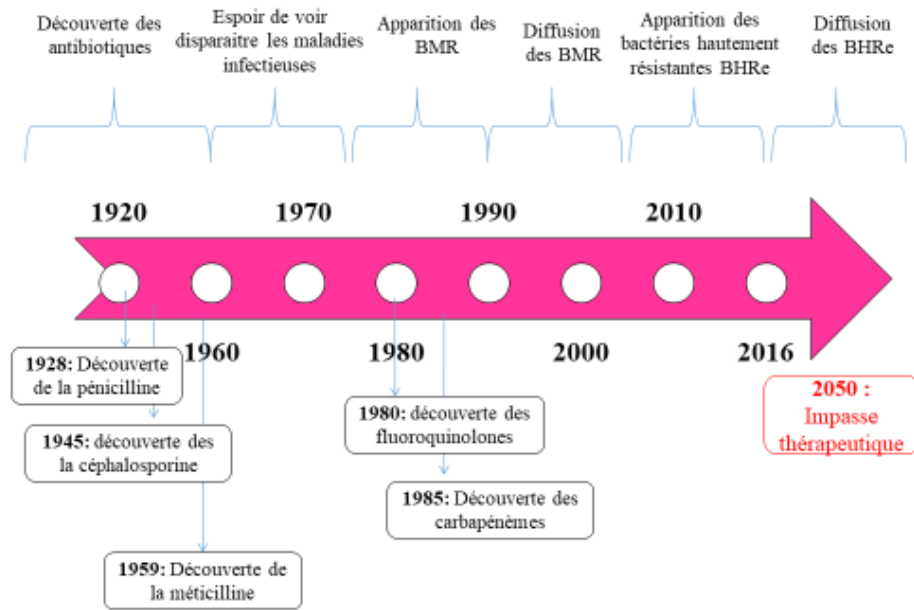 Découverte des
antibiotiques
Espoir de voir
disparaitre les maladies
infectieuses
Apparition des
BMR
Diffusion
des BMR
Apparition des
bactéries hautement
résistantes BHRe
Diffusion
des BHRe
1920
1970
1990
2010
1960
1980
2000
2016
1928: Découverte
de la pénicilline
1945: découverte des
la céphalosporine
1959: Découverte de
la méticilline
1980: découverte des
fluoroquinolones
1985: Découverte des
carbapénèmes
2050 :
Impasse
thérapeutique